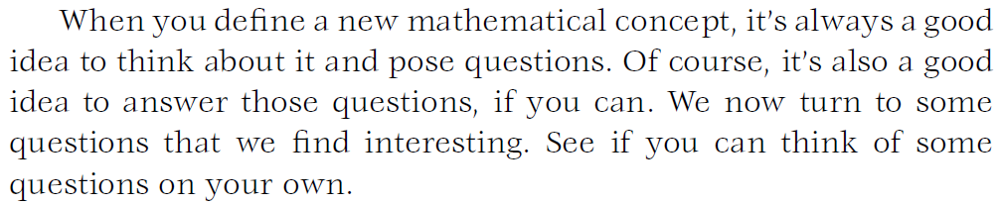 When you define a new mathematical concept, it's always a good
idea to think about it and pose questions. Of course, it's also a good
idea to answer those questions, if you can. We now turn to some
questions that we find interesting. See if you can think of some
questions on your own.